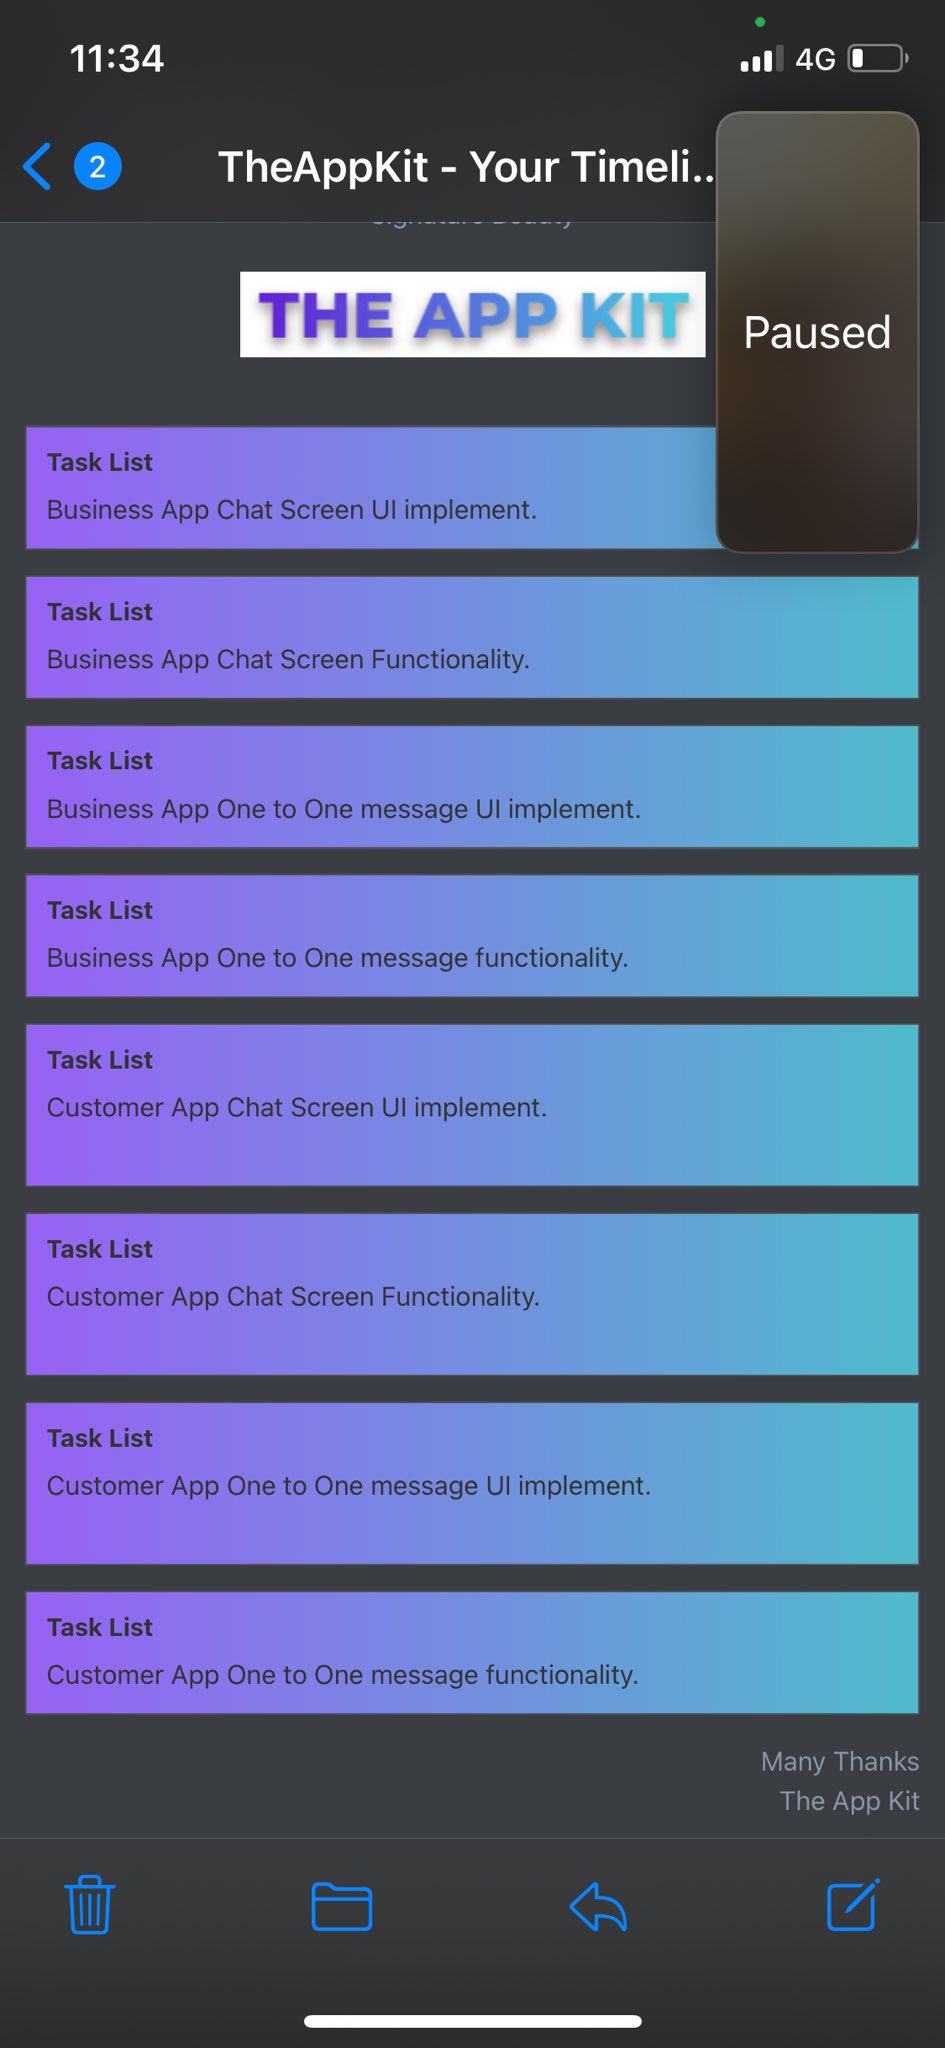 11:34
4G
2
TheAppKit - Your Timeli..
Signature Beauty
THE APP KIT
Paused
Task List
Business App Chat Screen UI implement.
Task List
Business App Chat Screen Functionality.
Task List
Business App One to One message UI implement.
Task List
Business App One to One message functionality.
Task List
Customer App Chat Screen UI implement.
Task List
Customer App Chat Screen Functionality.
Task List
Customer App One to One message UI implement.
Task List
Customer App One to One message functionality.
Many Thanks
The App Kit